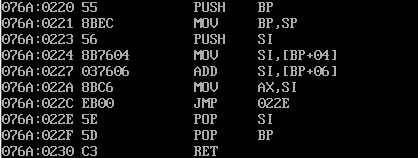 076A:0220 55 PUSH BP
076A:0221 8BEC MOV BP,SP
076A:0223 56 PUSH SI
076A:0224 8B7604 MOV SI,[BP+04]
076A:0227 037606 ADD SI,[BP+06]
076A:022A 8BC6 MOV AX,SI
076A:022C EB00 JMP 022E
076A:022E 5E POP SI
076A:022F 5D POP BP
076A:0230 C3 RET